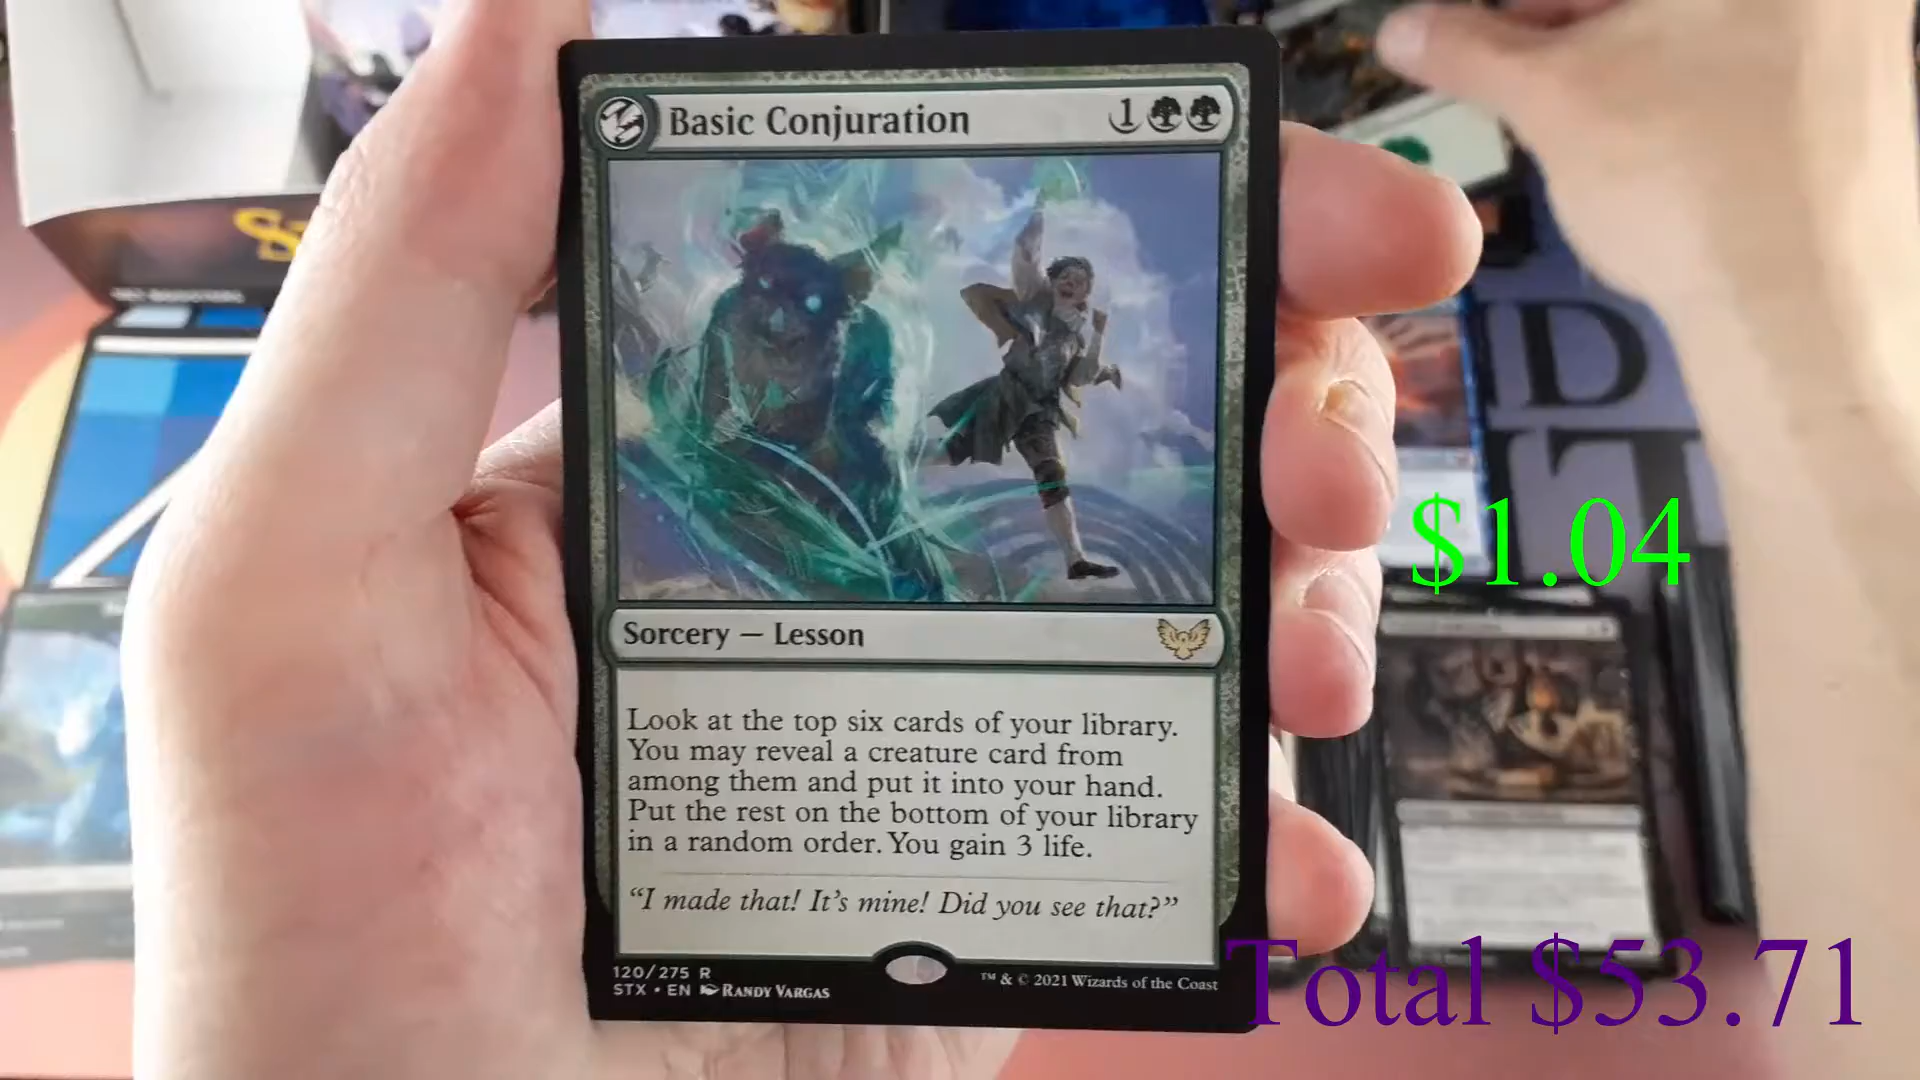 Basic Conjuration 1
Sorcery — Lesson
Look at the top six cards of your library.
You may reveal a creature card from
among them and put it into your hand.
Put the rest on the bottom of your library
in a random order. You gain 3 life.
“I made that! It’s mine! Did you see that?”
120/275 R
STX • EN RANDY VARGAS
™ & © 2021 Wizards of the Coast
D
T
$1.04
Total $53.71